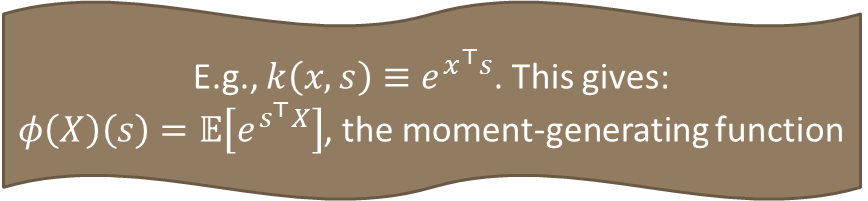 E.g., 𝑘(𝑥, 𝑠) ≡ 𝑒^{𝑥^⊤𝑠}. This gives:
𝜙(𝑋)(𝑠) = 𝔼[𝑒^{𝑠^⊤𝑋}], the moment-generating function